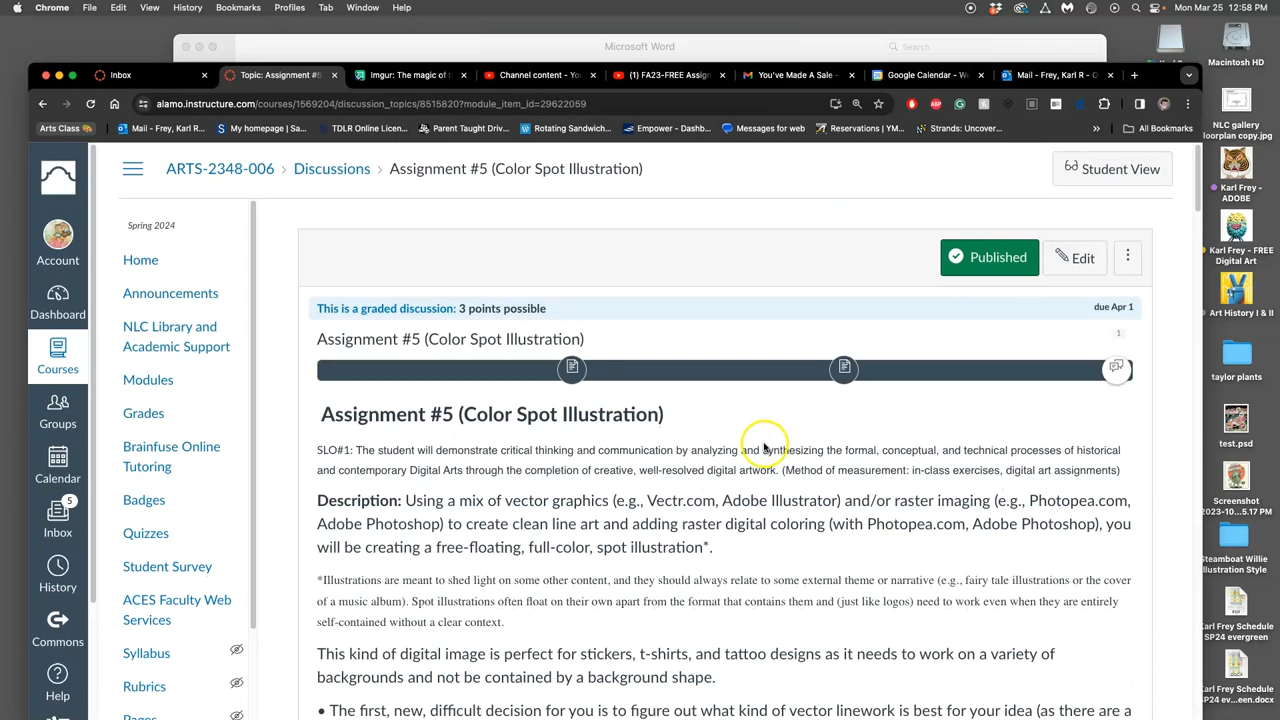 Chrome File Edit View History Bookmarks Profiles Tab Window Help Mon Mar 25 12:58 PM
Microsoft Word Search
Macintosh HD
Inbox Topic: Assignment #5 Imgur: The magic of t Channel content - Yo (1) FA23-FREE Assig You've Made A Sale - Google Calendar - We Mail - Frey, Karl R - O
alamo.instructure.com/courses/1569204/discussion_topics/8515820?module_item_id=29622059
Arts Class Mail - Frey, Karl R... My homepage | Sa... TDLR Online Licen... Parent Taught Driv... Rotating Sandwich... Empower - Dashb... Messages for web Reservations | YM... Strands: Uncover... » All Bookmarks
NLC gallery
loorplan copy.jpg
ARTS-2348-006 › Discussions › Assignment #5 (Color Spot Illustration)
Student View
Karl Frey -
ADOBE
Spring 2024
Account
Dashboard
Courses
Groups
Calendar
5
Inbox
History
Commons
Help
Home
Announcements
NLC Library and
Academic Support
Modules
Grades
Brainfuse Online
Tutoring
Badges
Quizzes
Student Survey
ACES Faculty Web
Services
Syllabus
Rubrics
Pages
Published
Edit
This is a graded discussion: 3 points possible
due Apr 1
Assignment #5 (Color Spot Illustration)
1
Assignment #5 (Color Spot Illustration)
SLO#1: The student will demonstrate critical thinking and communication by analyzing and synthesizing the formal, conceptual, and technical processes of historical
and contemporary Digital Arts through the completion of creative, well-resolved digital artwork. (Method of measurement: in-class exercises, digital art assignments)
Description: Using a mix of vector graphics (e.g., Vectr.com, Adobe Illustrator) and/or raster imaging (e.g., Photopea.com,
Adobe Photoshop) to create clean line art and adding raster digital coloring (with Photopea.com, Adobe Photoshop), you
will be creating a free-floating, full-color, spot illustration*.
*Illustrations are meant to shed light on some other content, and they should always relate to some external theme or narrative (e.g., fairy tale illustrations or the cover
of a music album). Spot illustrations often float on their own apart from the format that contains them and (just like logos) need to work even when they are entirely
self-contained without a clear context.
This kind of digital image is perfect for stickers, t-shirts, and tattoo designs as it needs to work on a variety of
backgrounds and not be contained by a background shape.
• The first, new, difficult decision for you is to figure out what kind of vector linework is best for your idea (as there are a
Karl Frey - FREE
Digital Art
Art History I & II
taylor plants
test.psd
Screenshot
2023-10...5.17 PM
Steamboat Willie
Illustration Style
Karl Frey Schedule
SP24 evergreen
Karl Frey Schedule
SP24 ev...een.docx